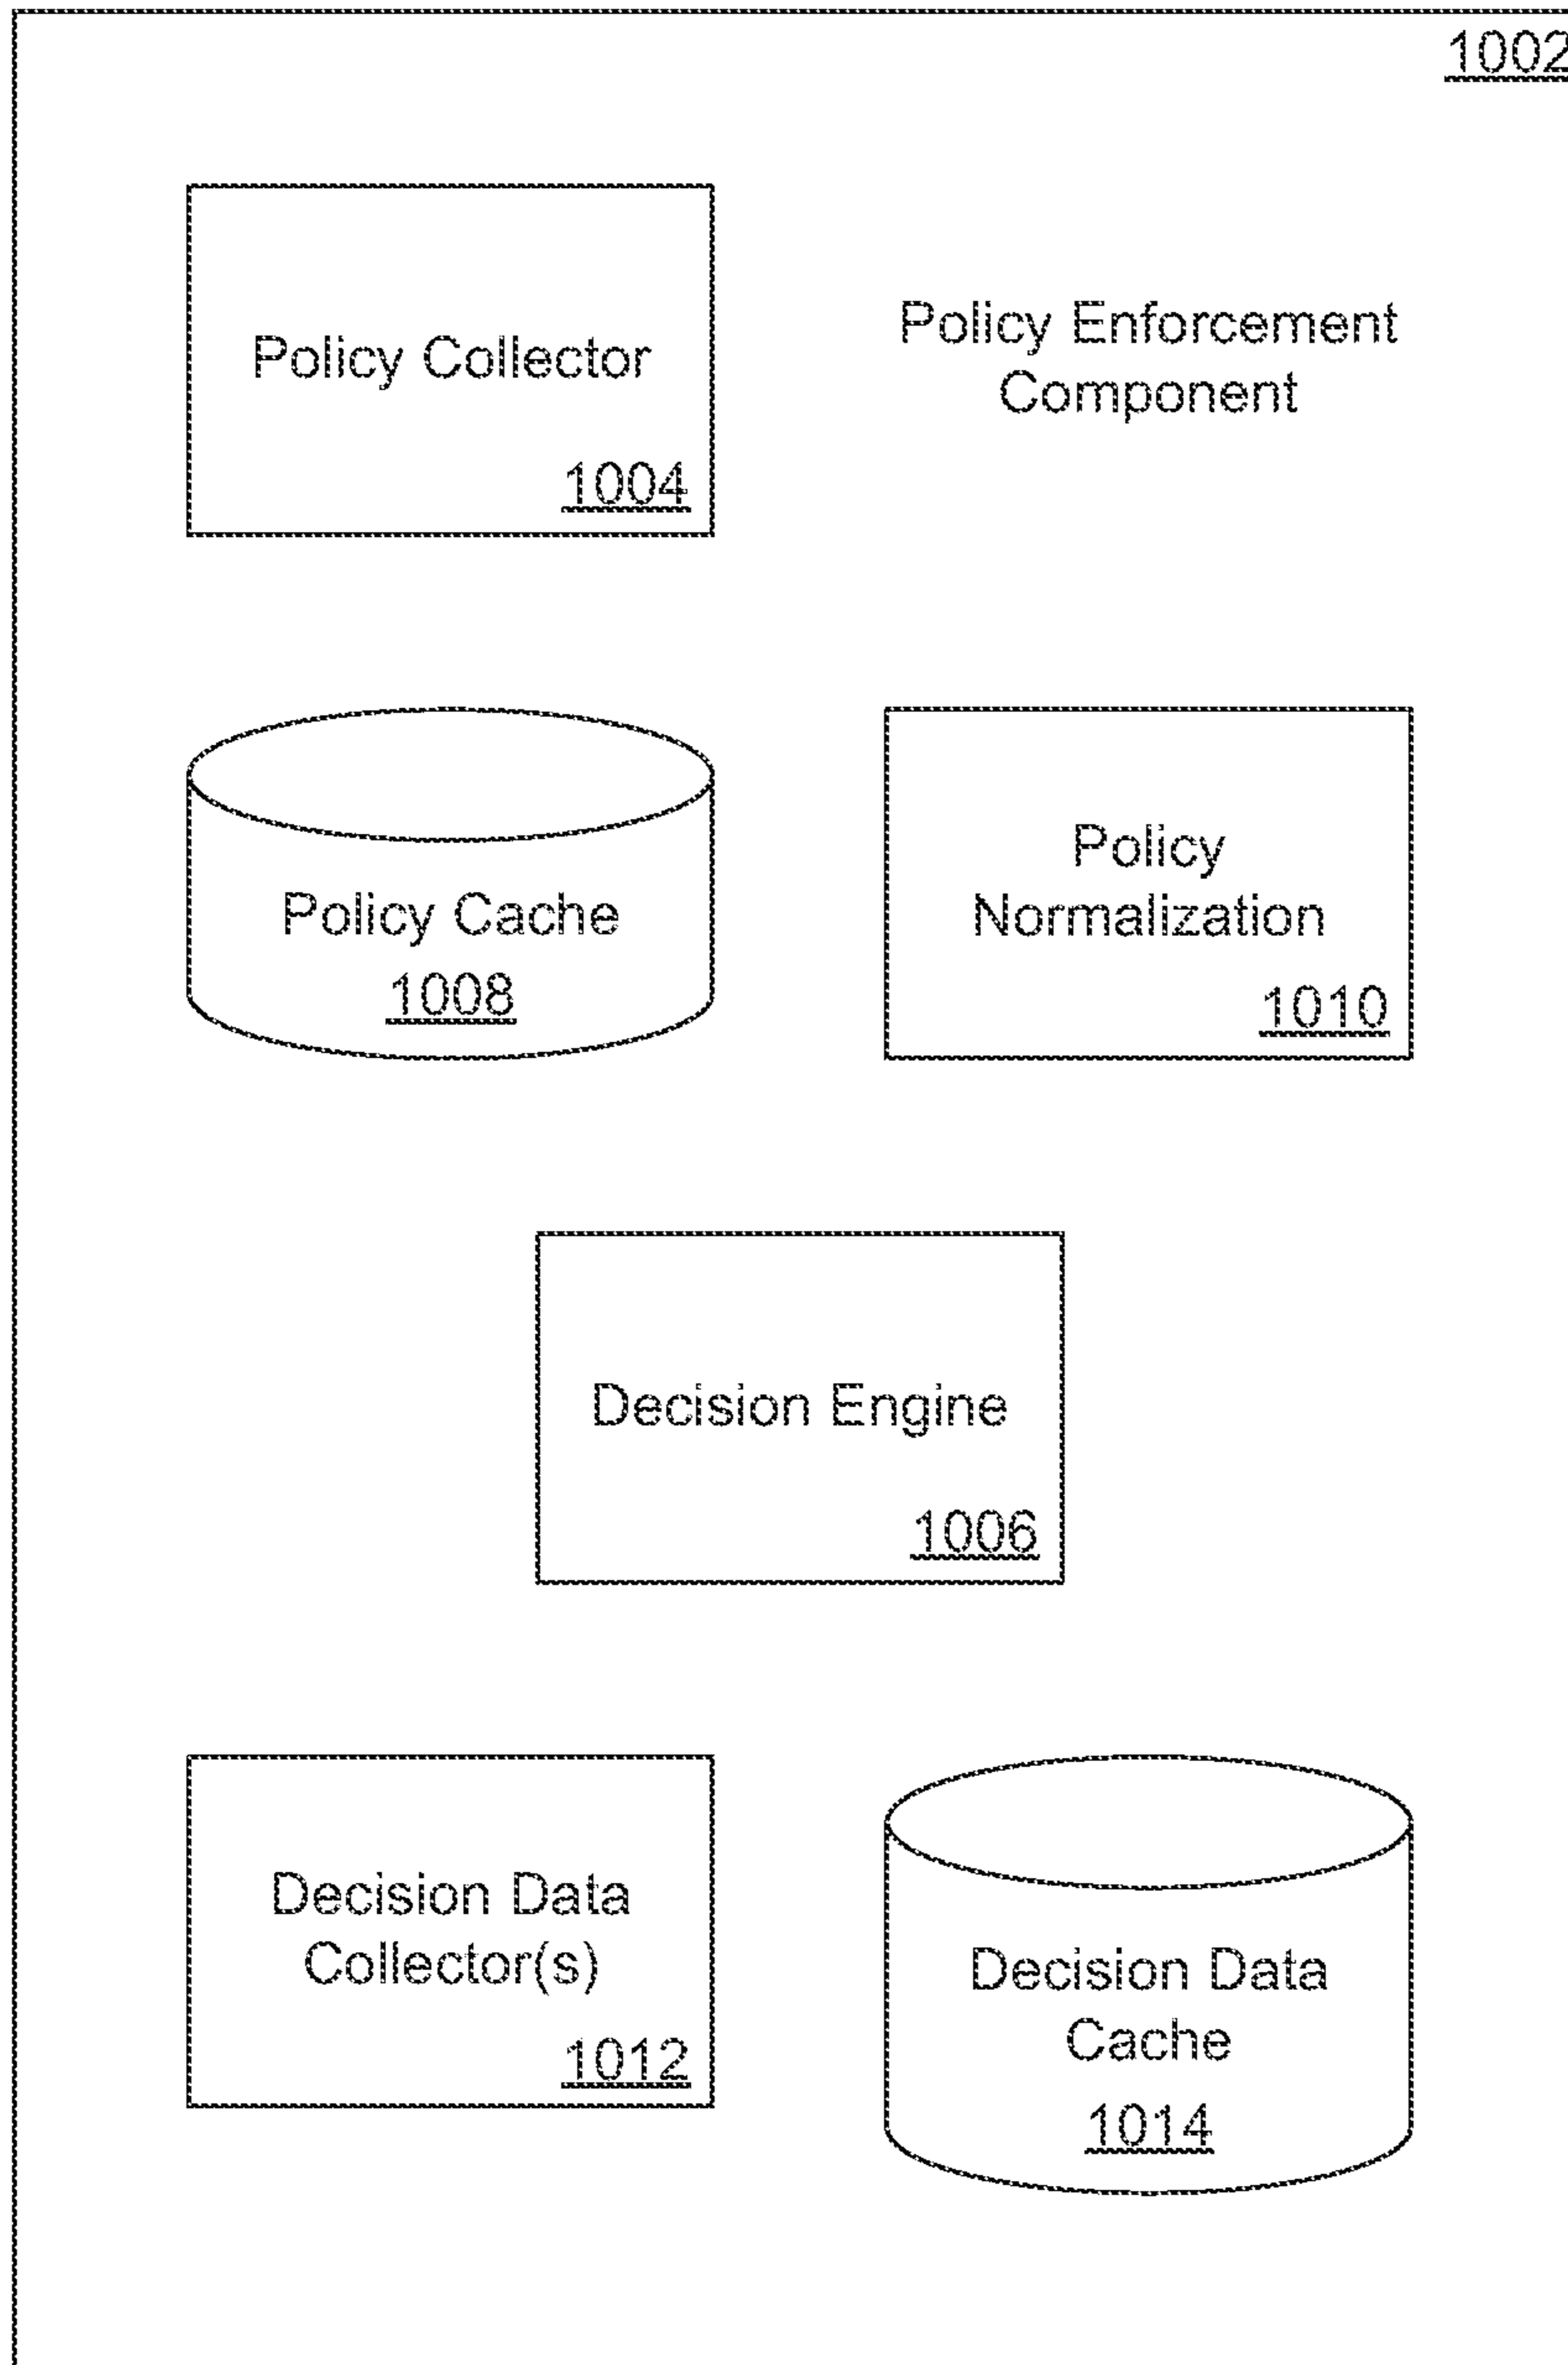 1002
Policy Collector
1004
Policy Enforcement
Component
Policy Cache
1008
Policy
Normalization
1010
Decision Engine
1006
Decision Data
Collector(s)
1012
Decision Data
Cache
1014